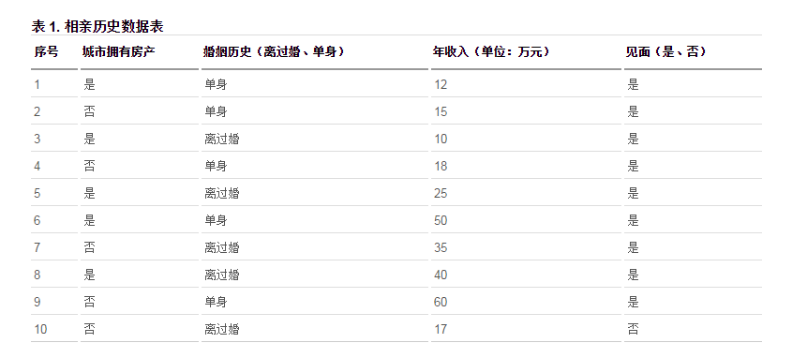 表 1. 相亲历史数据表
序号 城市拥有房产 婚姻历史（离过婚、单身） 年收入（单位：万元） 见面（是、否）
1 是 单身 12 是
2 否 单身 15 是
3 是 离过婚 10 是
4 否 单身 18 是
5 是 离过婚 25 是
6 是 单身 50 是
7 否 离过婚 35 是
8 是 离过婚 40 是
9 否 单身 60 是
10 否 离过婚 17 否